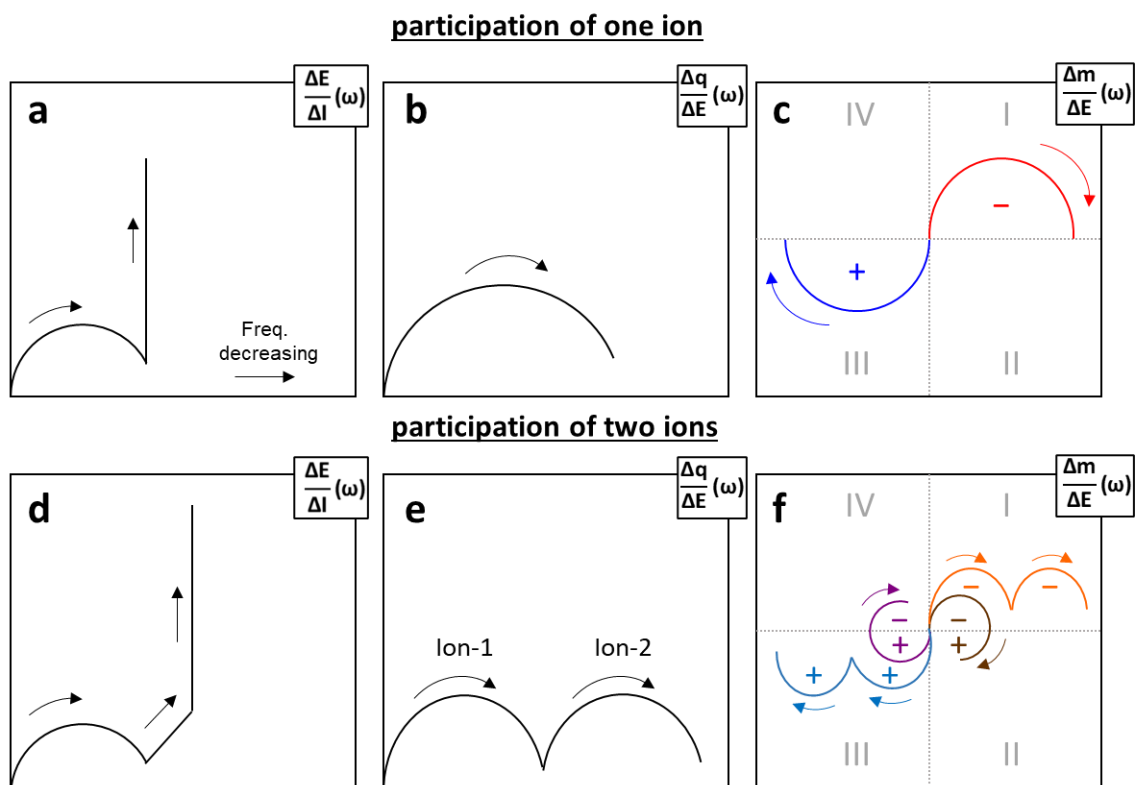 participation of one ion
a
ΔE
ΔI
(ω)
Freq.
decreasing
b
Δq
ΔE
(ω)
c
Δm
ΔE
(ω)
IV
I
−
+
III
II
participation of two ions
d
ΔE
ΔI
(ω)
e
Δq
ΔE
(ω)
Ion-1
Ion-2
f
Δm
ΔE
(ω)
IV
I
− −
− −
+ +
+ +
III
II